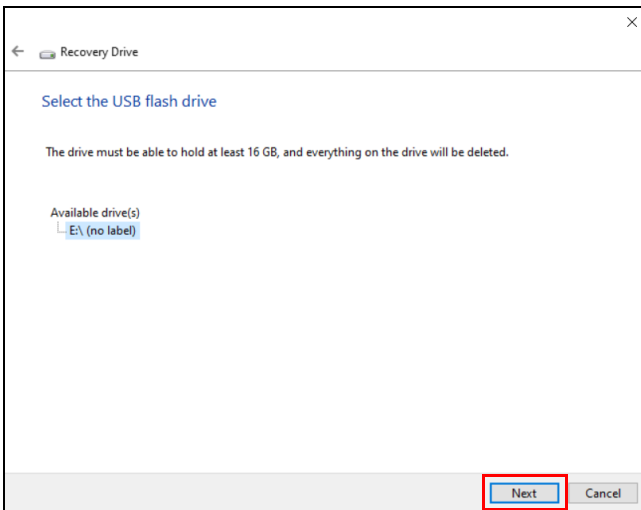 Recovery Drive
Select the USB flash drive
The drive must be able to hold at least 16 GB, and everything on the drive will be deleted.
Available drive(s)
E:\ (no label)
Next
Cancel